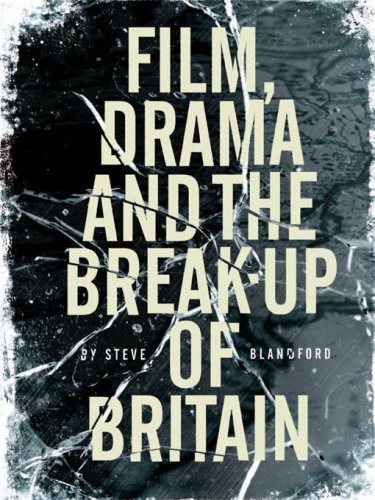 FILM,
DRAMA
AND THE
BREAK-UP
OF
BY STEVE BLANDFORD
BRITAIN